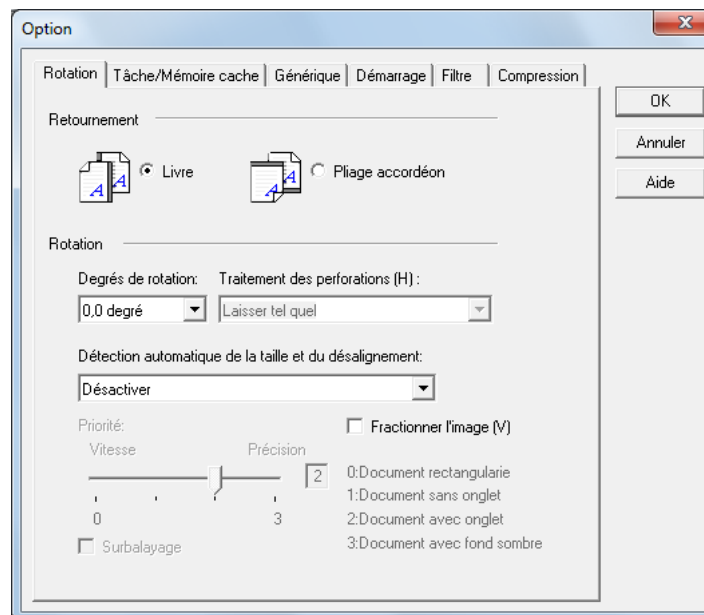 Option
Rotation Tâche/Mémoire cache Générique Démarrage Filtre Compression
OK
Annuler
Aide
Retournement
Livre Pliage accordéon
Rotation
Degrés de rotation: Traitement des perforations (H) :
0,0 degré Laisser tel quel
Détection automatique de la taille et du désalignement:
Désactiver
Priorité: Fractionner l'image (V)
Vitesse Précision
2
0:Document rectangularie
1:Document sans onglet
0 3 2:Document avec onglet
Surbalayage 3:Document avec fond sombre